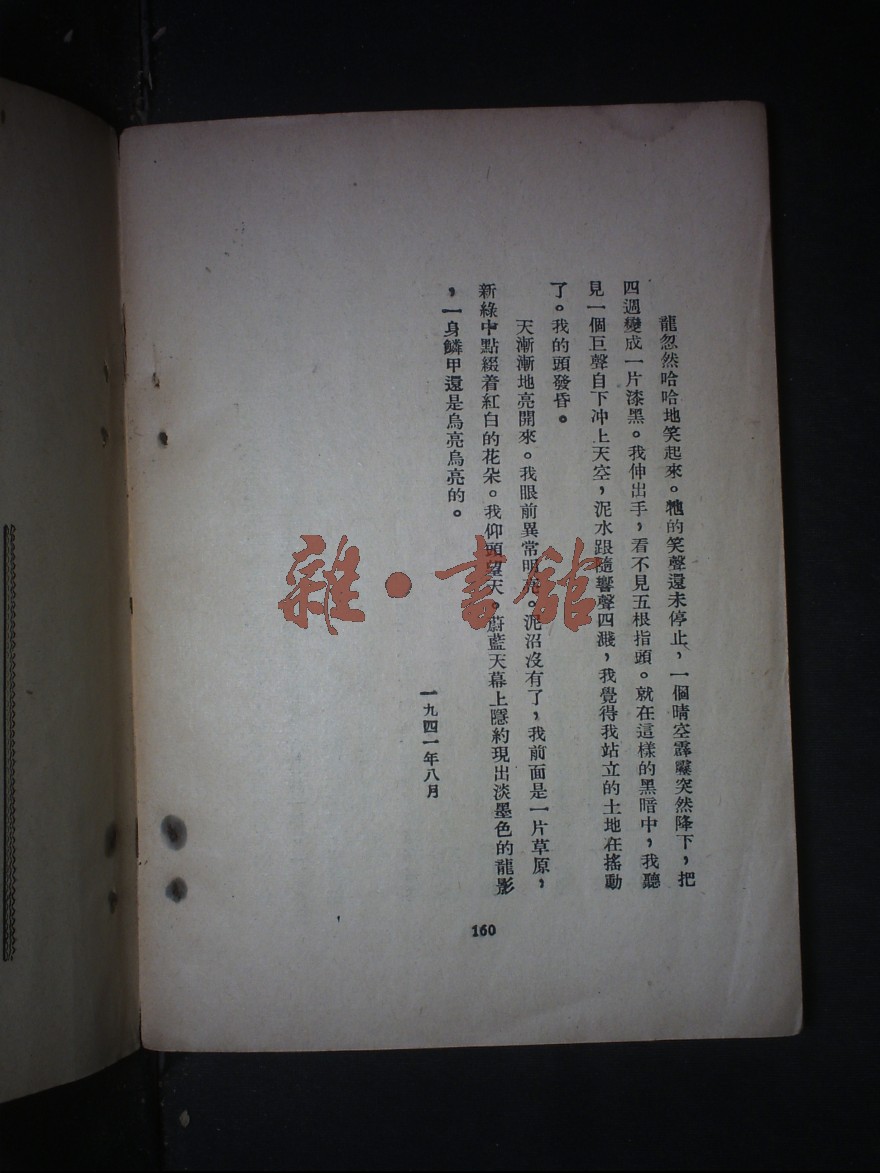 龍忽然哈哈地笑起來。牠的笑聲還未停止，一個晴空霹靂突然降下，把
四週變成一片漆黑。我伸出手，看不見五根指頭。就在這樣的黑暗中，我聽
見一個巨聲自下冲上天空，泥水跟隨響聲四濺，我覺得我站立的土地在搖動
了。我的頭發昏。
天漸漸地亮開來。我眼前異常明亮。泥沼沒有了，我前面是一片草原，
新綠中點綴着紅白的花朵。我仰頭望天。蔚藍天幕上隱約現出淡墨色的龍影
，一身鱗甲還是烏亮烏亮的。
一九四一年八月
160
雜·書館